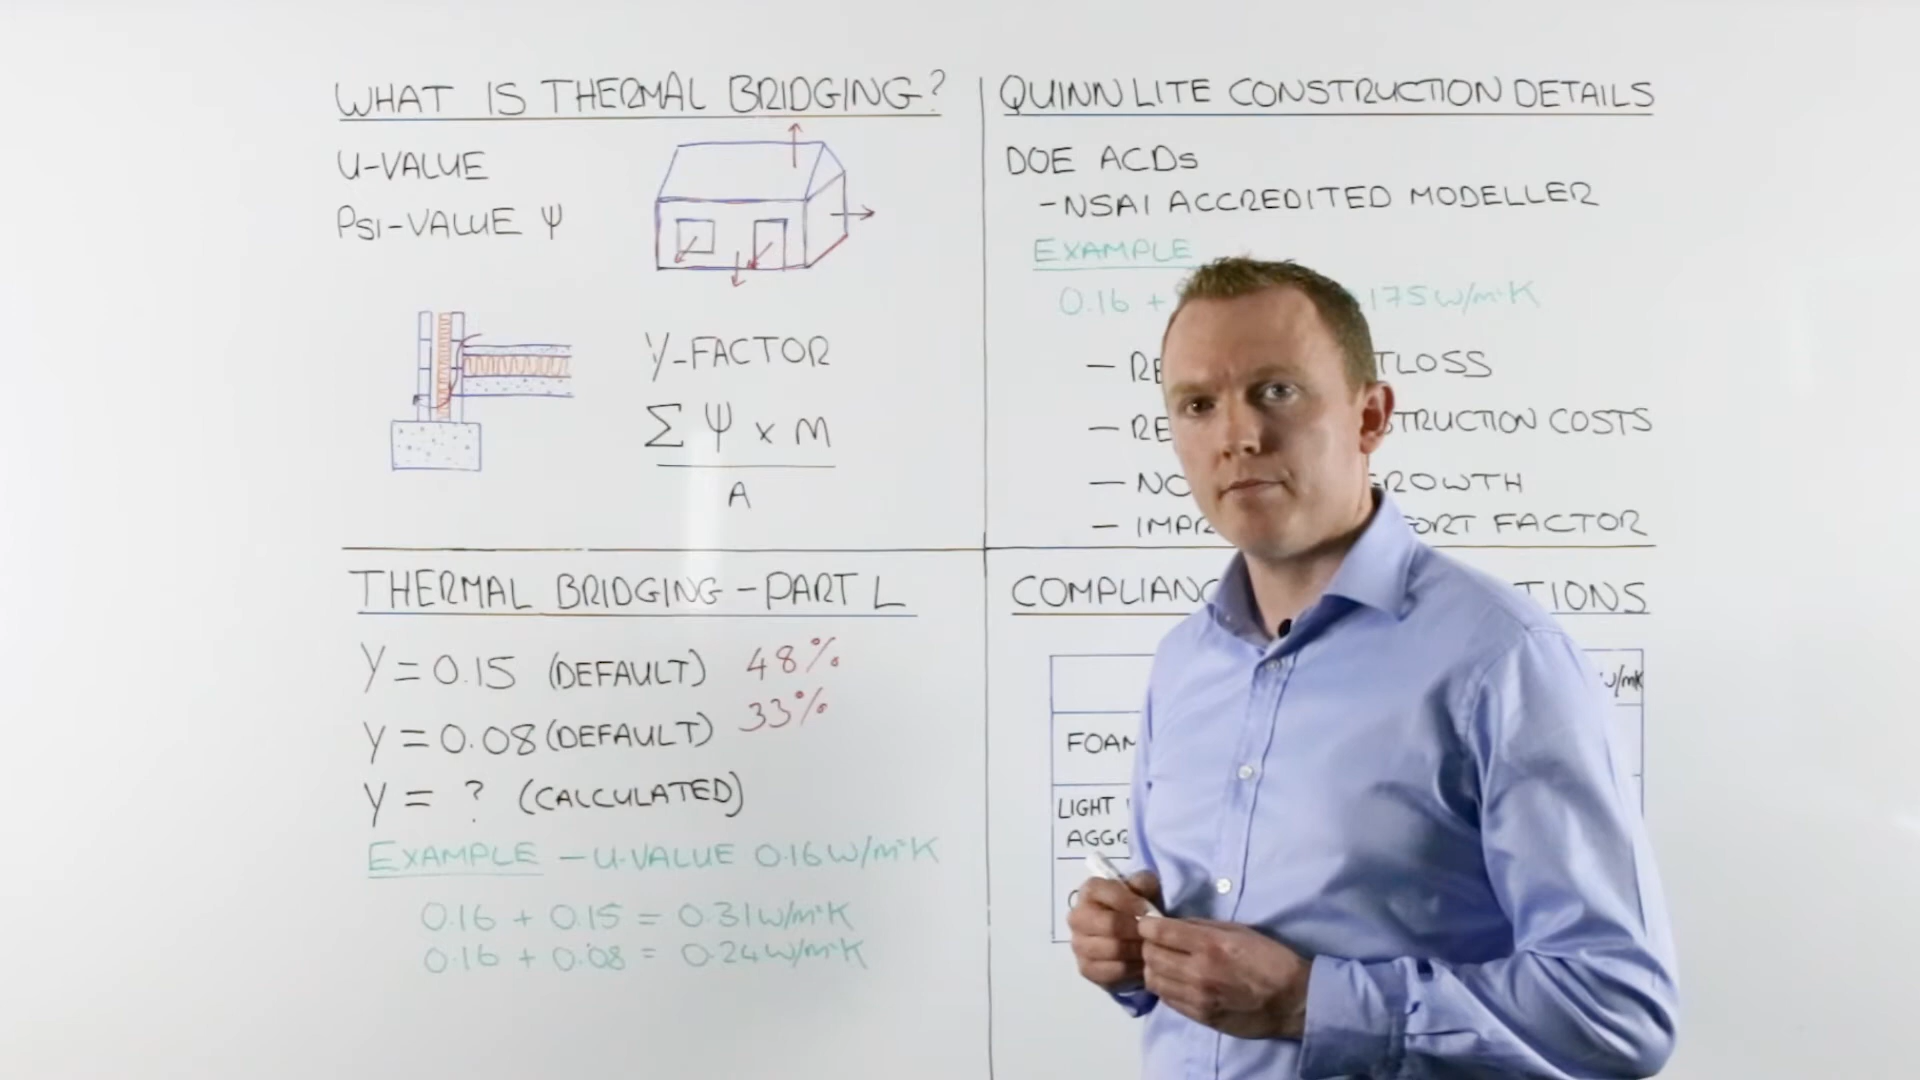 WHAT IS THERMAL BRIDGING?
U-VALUE
PSI-VALUE Ψ
Y-FACTOR
Σ Ψ x M
A
QUINN LITE CONSTRUCTION DETAILS
DOE ACDs
-NSAI ACCREDITED MODELLER
EXAMPLE
0.16 + .175W/m²K
- RE TLOSS
- RE STRUCTION COSTS
- NO GROWTH
- IMPR ORT FACTOR
THERMAL BRIDGING - PART L
Y = 0.15 (DEFAULT) 48%
Y = 0.08 (DEFAULT) 33%
Y = ? (CALCULATED)
EXAMPLE - U-VALUE 0.16W/m²K
0.16 + 0.15 = 0.31W/m²K
0.16 + 0.08 = 0.24W/m²K
COMPLIANC TIONS
W/mK
FOAM
LIGHT
AGGR